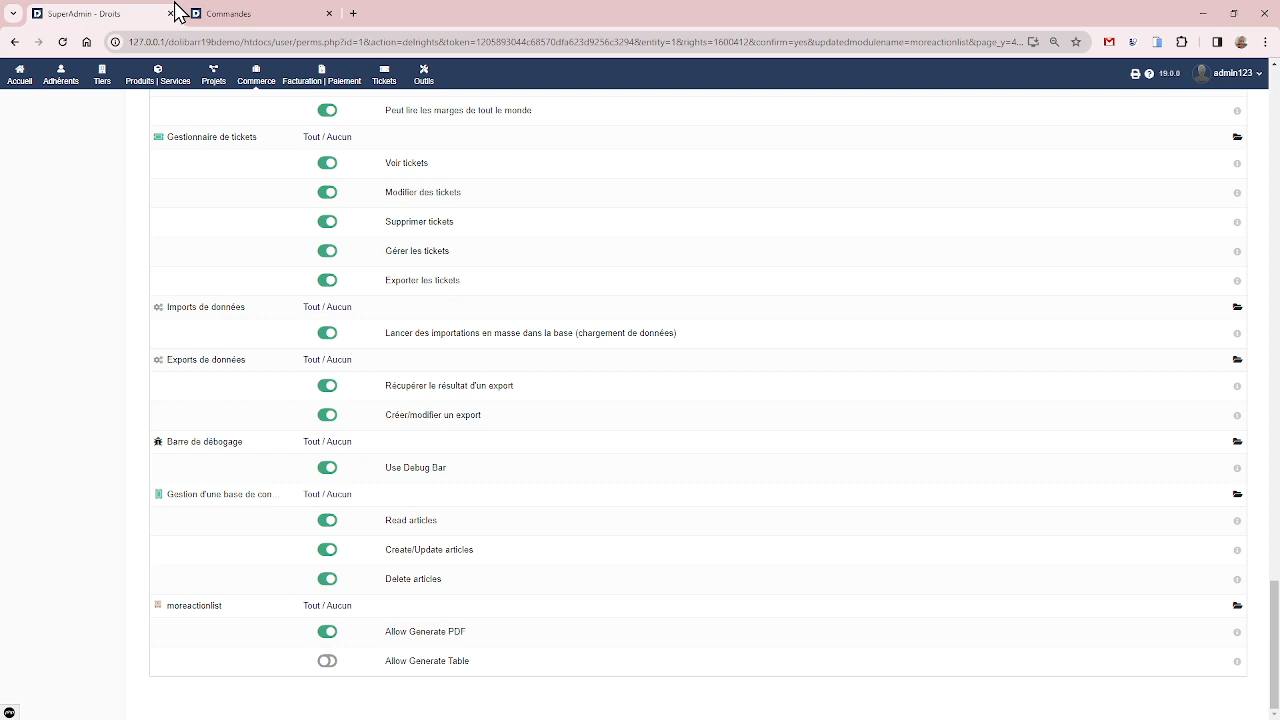 SuperAdmin - Droits
Commandes
127.0.0.1/dolibarr19bdemo/htdocs/user/perms.php?id=1&action=delrights&token=1205893044c68570dfa623d9256c3294&entity=1&rights=1600412&confirm=yes&updatedmodulename=moreactionlist&page_y=4...
Accueil Adhérents Tiers Produits | Services Projets Commerce Facturation | Paiement Tickets Outils
19.0.0 admin123
Peut lire les marges de tout le monde
Gestionnaire de tickets Tout / Aucun
Voir tickets
Modifier des tickets
Supprimer tickets
Gérer les tickets
Exporter les tickets
Imports de données Tout / Aucun
Lancer des importations en masse dans la base (chargement de données)
Exports de données Tout / Aucun
Récupérer le résultat d'un export
Créer/modifier un export
Barre de débogage Tout / Aucun
Use Debug Bar
Gestion d'une base de con... Tout / Aucun
Read articles
Create/Update articles
Delete articles
moreactionlist Tout / Aucun
Allow Generate PDF
Allow Generate Table
php